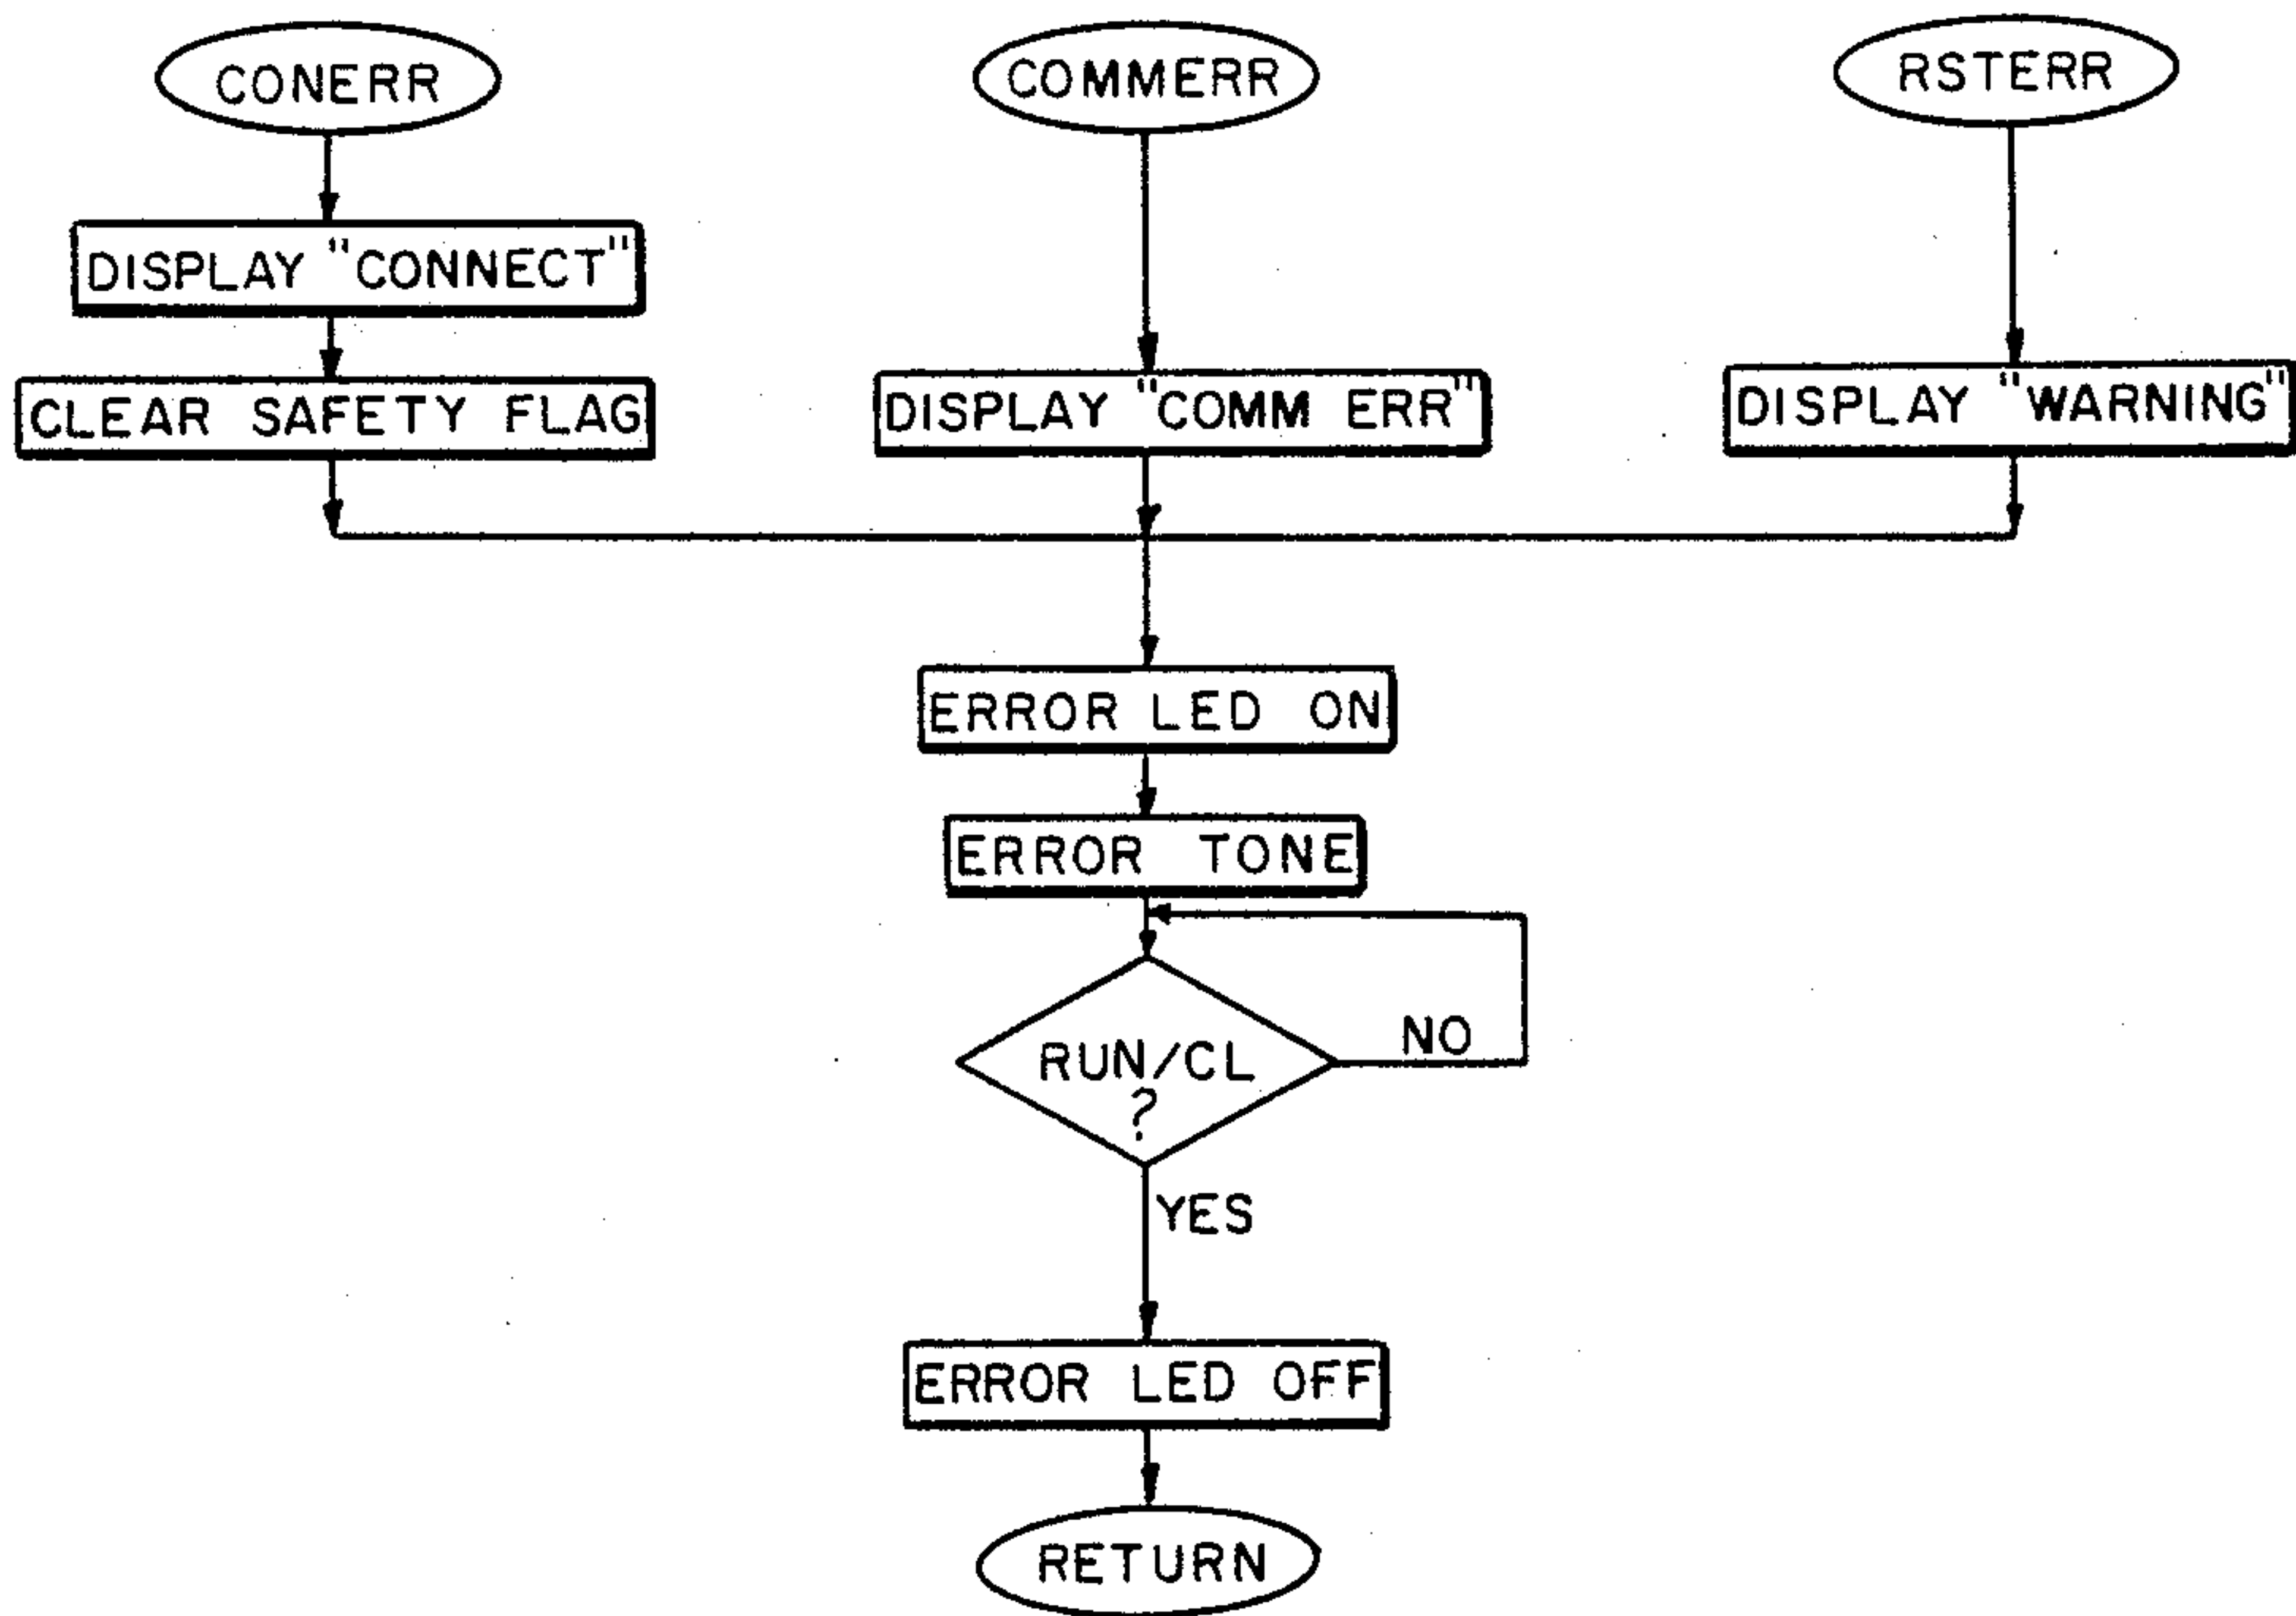 CONERR
COMMERR
RSTERR
DISPLAY "CONNECT"
CLEAR SAFETY FLAG
DISPLAY "COMM ERR"
DISPLAY "WARNING"
ERROR LED ON
ERROR TONE
RUN/CL
?
NO
YES
ERROR LED OFF
RETURN